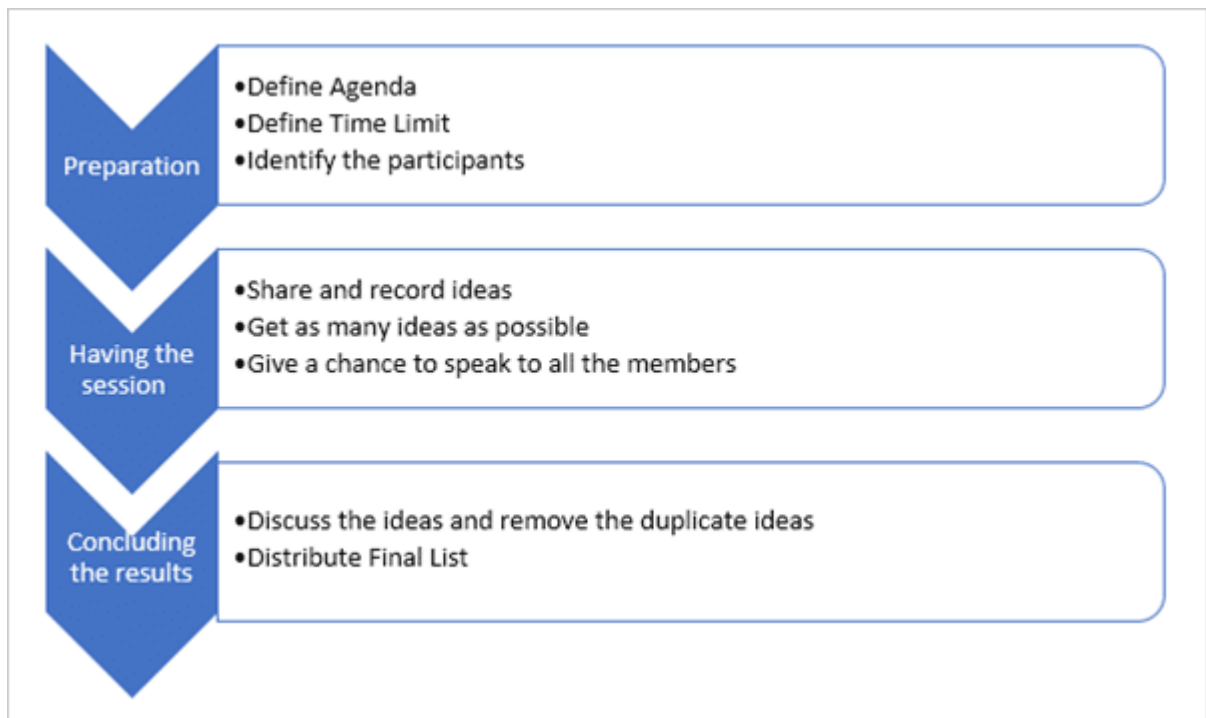 Preparation
•Define Agenda
•Define Time Limit
•Identify the participants
Having the
session
•Share and record ideas
•Get as many ideas as possible
•Give a chance to speak to all the members
Concluding
the results
•Discuss the ideas and remove the duplicate ideas
•Distribute Final List